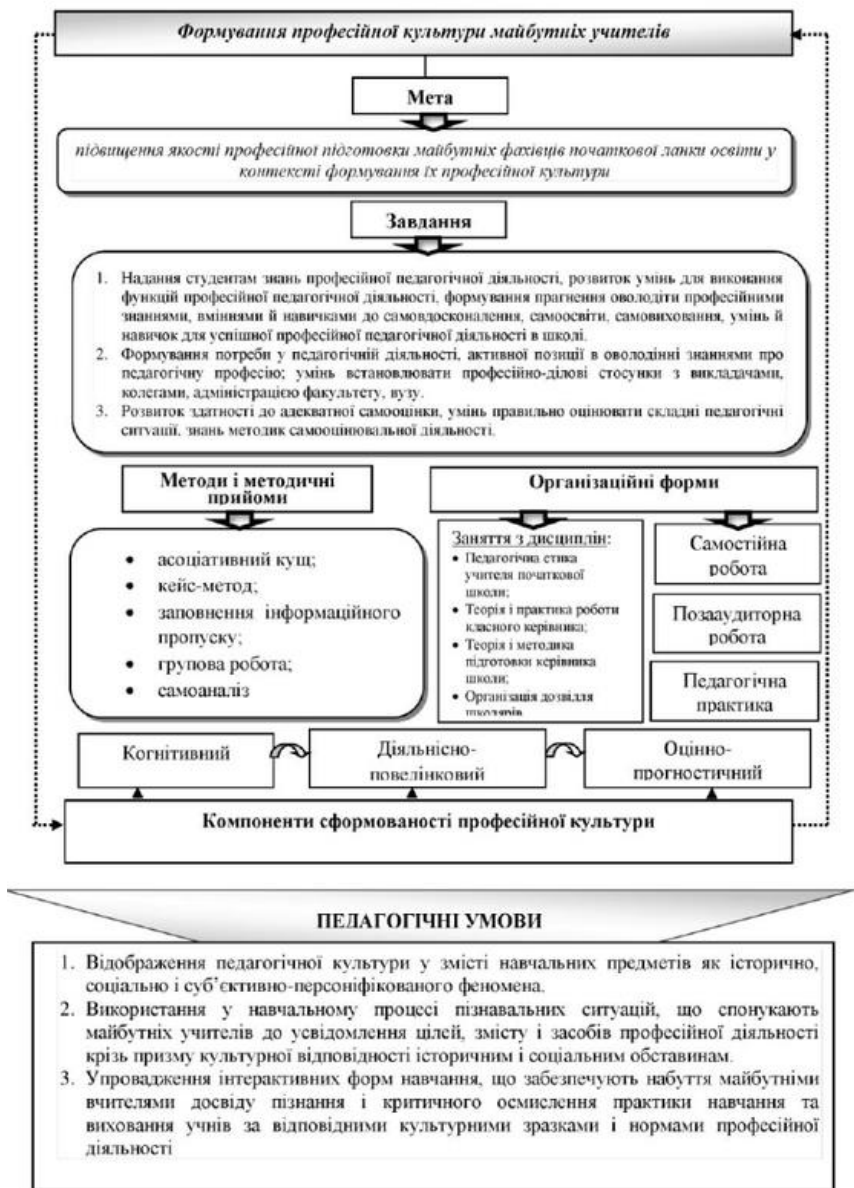 Формування професійної культури майбутніх учителів
Мета
підвищення якості професійної підготовки майбутніх фахівців початкової ланки освіти у
контексті формування їх професійної культури
Завдання
1. Надання студентам знань професійної педагогічної діяльності, розвиток умінь для виконання
функцій професійної педагогічної діяльності, формування прагнення оволодіти професійними
знаннями, вміннями й навичками до самовдосконалення, самоосвіти, самовиховання, умінь й
навичок для успішної професійної педагогічної діяльності в школі.
2. Формування потреби у педагогічній діяльності, активної позиції в оволодінні знаннями про
педагогічну професію; умінь встановлювати професійно-ділові стосунки з викладачами,
колегами, адміністрацією факультету, вузу.
3. Розвиток здатності до адекватної самооцінки, умінь правильно оцінювати складні педагогічні
ситуації, знань методик самооцінювальної діяльності.
Методи і методичні
прийоми
• асоціативний кущ;
• кейс-метод;
• заповнення інформаційного
пропуску;
• групова робота;
• самоаналіз
Організаційні форми
Заняття з дисциплін:
• Педагогічна етика
учителя початкової
школи;
• Теорія і практика роботи
класного керівника;
• Теорія і методика
підготовки керівника
школи;
• Організація дозвілля
школярів
Самостійна
робота
Позааудиторна
робота
Педагогічна
практика
Когнітивний
Діяльнісно-
поведінковий
Оцінно-
прогностичний
Компоненти сформованості професійної культури
ПЕДАГОГІЧНІ УМОВИ
1. Відображення педагогічної культури у змісті навчальних предметів як історично,
соціально і суб'єктивно-персоніфікованого феномена.
2. Використання у навчальному процесі пізнавальних ситуацій, що спонукають
майбутніх учителів до усвідомлення цілей, змісту і засобів професійної діяльності
крізь призму культурної відповідності історичним і соціальним обставинам.
3. Упровадження інтерактивних форм навчання, що забезпечують набуття майбутніми
вчителями досвіду пізнання і критичного осмислення практики навчання та
виховання учнів за відповідними культурними зразками і нормами професійної
діяльності